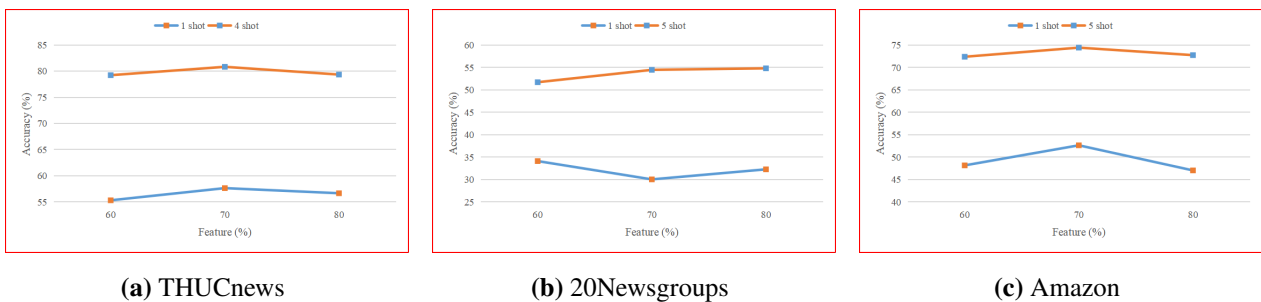 1 shot 4 shot
85
80
75
70
65
60
55
Accuracy (%)
60 70 80
Feature (%)
(a) THUCnews
1 shot 5 shot
60
55
50
45
40
35
30
25
Accuracy (%)
60 70 80
Feature (%)
(b) 20Newsgroups
1 shot 5 shot
75
70
65
60
55
50
45
40
Accuracy (%)
60 70 80
Feature (%)
(c) Amazon